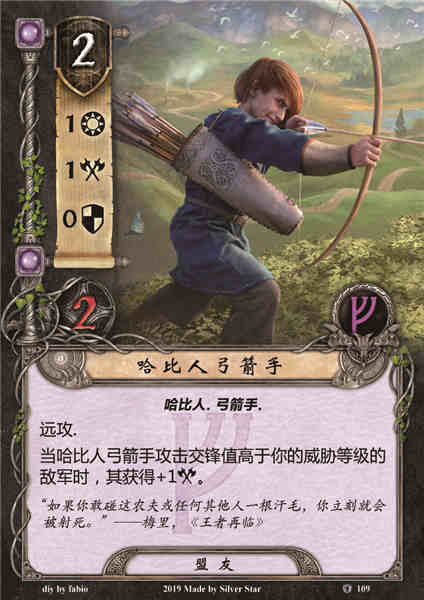 2
1
1
0
2
哈比人弓箭手
哈比人. 弓箭手.
远攻.
当哈比人弓箭手攻击交锋值高于你的威胁等级的
敌军时，其获得+1。
“如果你敢碰这农夫或任何其他人一根汗毛，你立刻就会
被射死。”——梅里，《王者再临》
盟友
diy by fabio
2019 Made by Silver Star
109